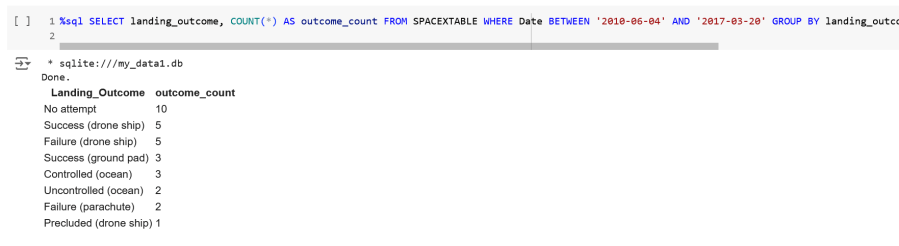 [ ] 1 %sql SELECT landing_outcome, COUNT(*) AS outcome_count FROM SPACEXTABLE WHERE Date BETWEEN '2010-06-04' AND '2017-03-20' GROUP BY
2
* sqlite:///my_data1.db
Done.
Landing_Outcome outcome_count
No attempt 10
Success (drone ship) 5
Failure (drone ship) 5
Success (ground pad) 3
Controlled (ocean) 3
Uncontrolled (ocean) 2
Failure (parachute) 2
Precluded (drone ship) 1